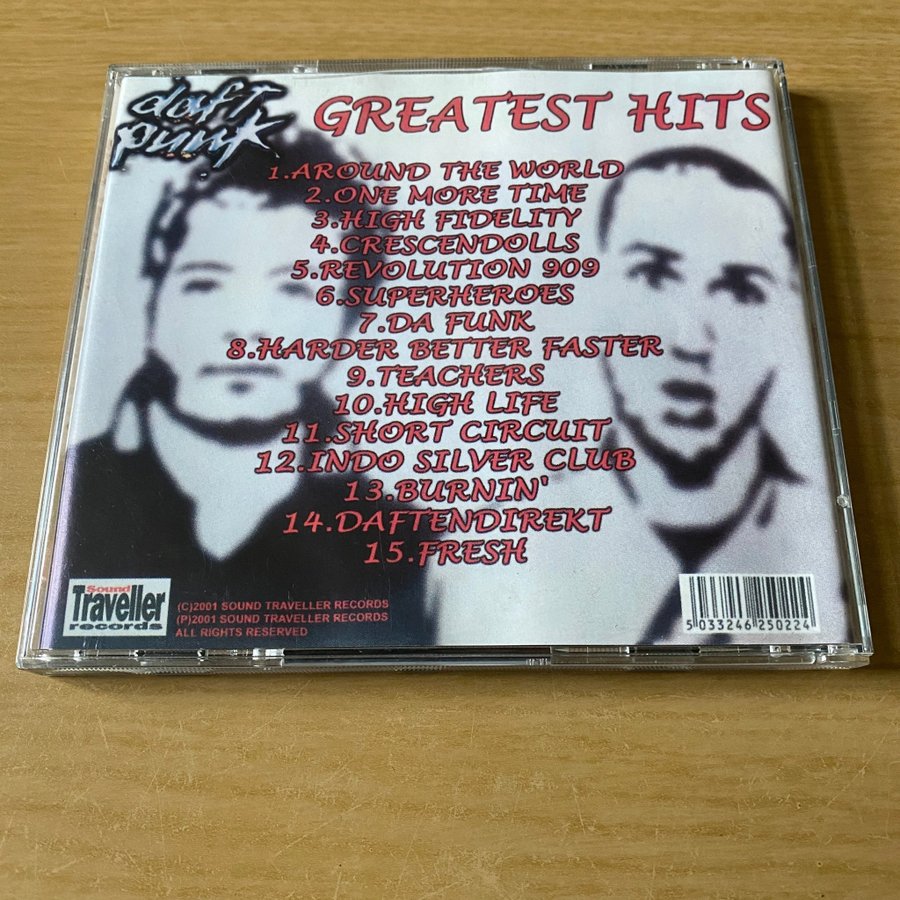 daft punk
GREATEST HITS
1.AROUND THE WORLD
2.ONE MORE TIME
3.HIGH FIDELITY
4.CRESCENDOLLS
5.REVOLUTION 909
6.SUPERHEROES
7.DA FUNK
8.HARDER BETTER FASTER
9.TEACHERS
10.HIGH LIFE
11.SHORT CIRCUIT
12.INDO SILVER CLUB
13.BURNIN'
14.DAFTENDIREKT
15.FRESH
Sound
Traveller
records
(C)2001 SOUND TRAVELLER RECORDS
(P)2001 SOUND TRAVELLER RECORDS
ALL RIGHTS RESERVED
5 033246 250224